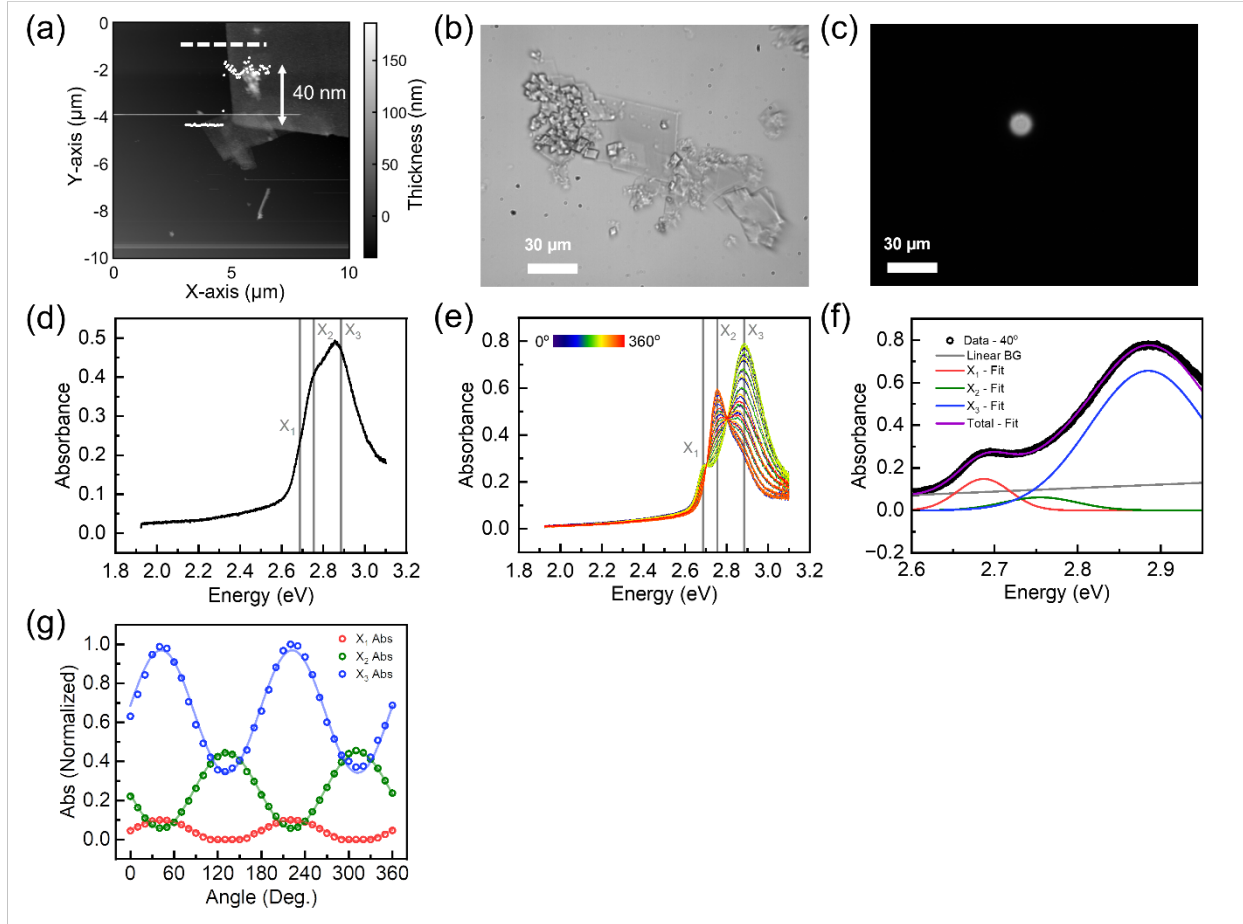 (a)
0
-2
-4
-6
-8
-10
Y-axis (µm)
0
5
10
X-axis (µm)
40 nm
150
100
50
0
Thickness (nm)
(b)
30 µm
(c)
30 µm
(d)
0.5
0.4
0.3
0.2
0.1
0.0
Absorbance
X₁
X₂
X₃
1.8 2.0 2.2 2.4 2.6 2.8 3.0 3.2
Energy (eV)
(e)
0º
360º
0.8
0.6
0.4
0.2
0.0
Absorbance
X₁
X₂
X₃
1.8 2.0 2.2 2.4 2.6 2.8 3.0 3.2
Energy (eV)
(f)
Data - 40º
Linear BG
X₁ - Fit
X₂ - Fit
X₃ - Fit
Total - Fit
1.0
0.8
0.6
0.4
0.2
0.0
−0.2
Absorbance
2.6 2.7 2.8 2.9
Energy (eV)
(g)
X₁ Abs
X₂ Abs
X₃ Abs
1.0
0.8
0.6
0.4
0.2
0.0
Abs (Normalized)
0 60 120 180 240 300 360
Angle (Deg.)